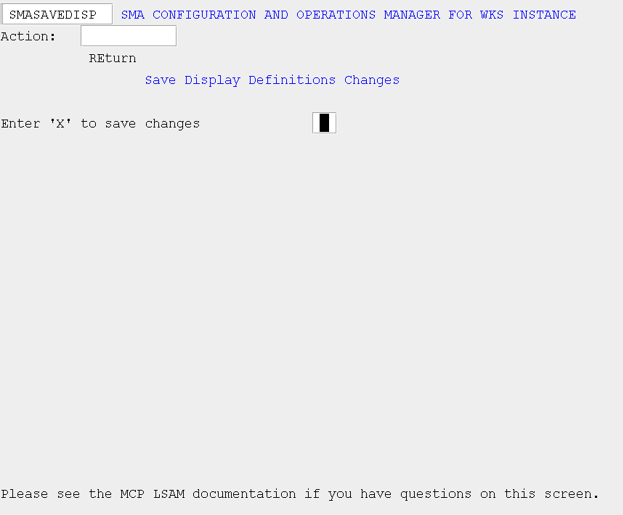 SMASAVEDISP SMA CONFIGURATION AND OPERATIONS MANAGER FOR WKS INSTANCE
Action:
REturn
Save Display Definitions Changes
Enter 'X' to save changes
Please see the MCP LSAM documentation if you have questions on this screen.